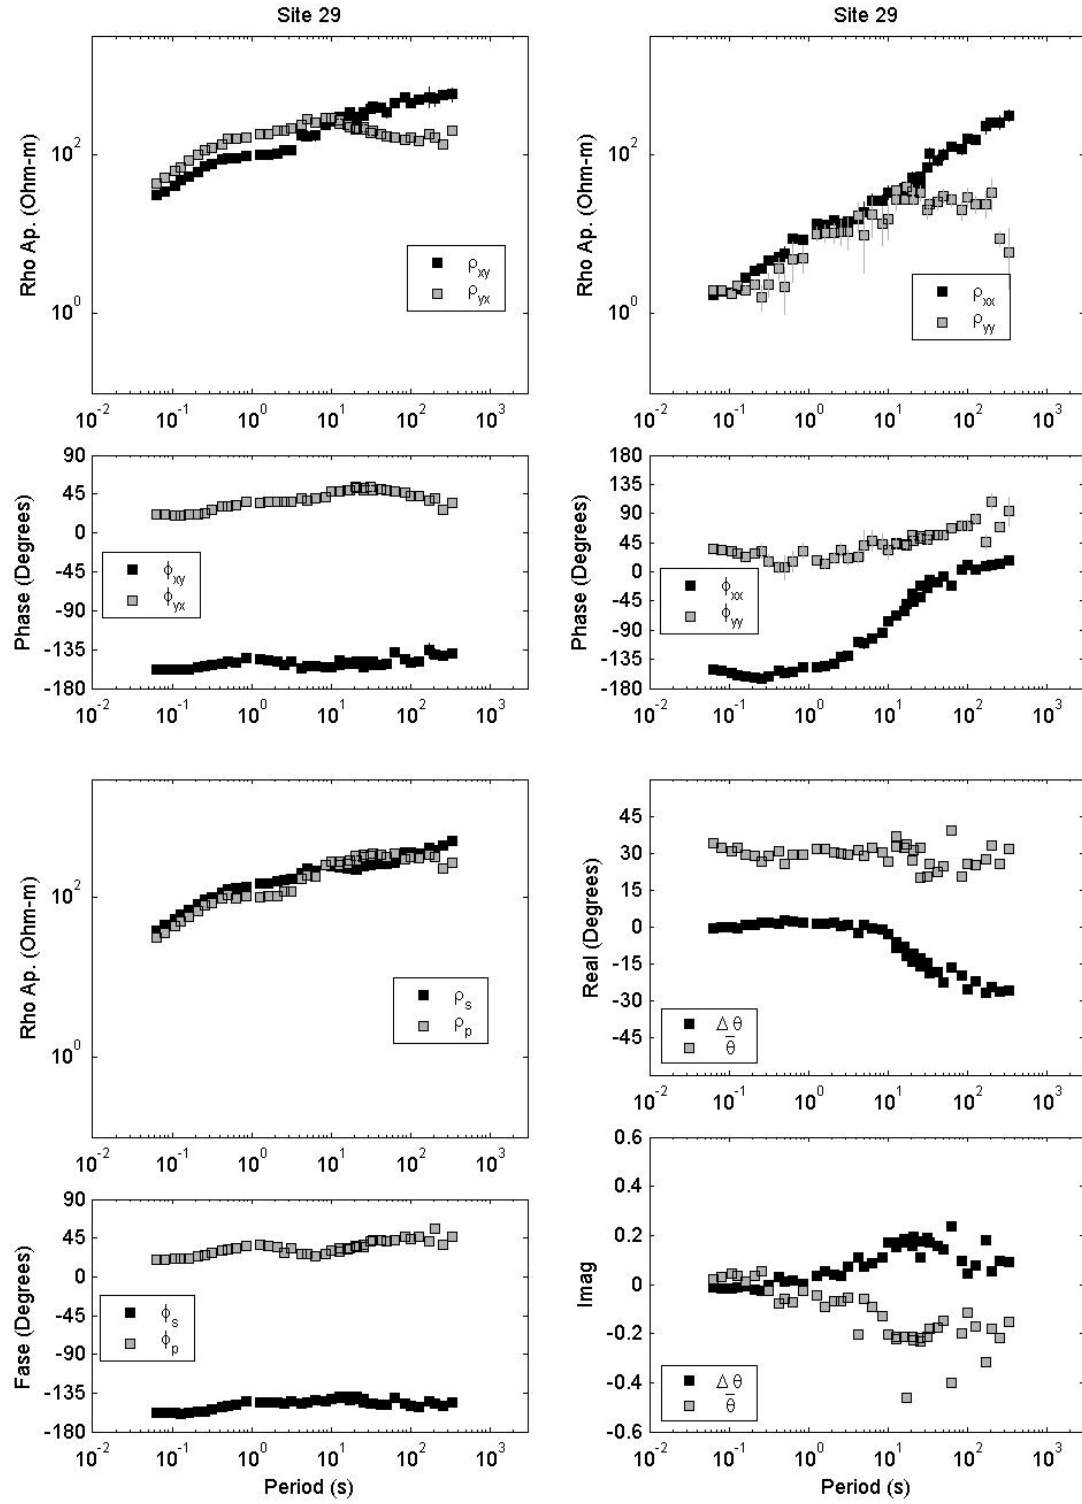 Site 29
Site 29
Rho Ap. (Ohm-m)
10^2
10^0
ρxy
ρyx
10^-2 10^-1 10^0 10^1 10^2 10^3
Rho Ap. (Ohm-m)
10^2
10^0
ρxx
ρyy
10^-2 10^-1 10^0 10^1 10^2 10^3
Phase (Degrees)
90
45
0
-45
-90
-135
-180
ϕxy
ϕyx
10^-2 10^-1 10^0 10^1 10^2 10^3
Phase (Degrees)
180
135
90
45
0
-45
-90
-135
-180
ϕxx
ϕyy
10^-2 10^-1 10^0 10^1 10^2 10^3
Rho Ap. (Ohm-m)
10^2
10^0
ρs
ρp
10^-2 10^-1 10^0 10^1 10^2 10^3
Real (Degrees)
45
30
15
0
-15
-30
-45
Δ θ
θ̅
10^-2 10^-1 10^0 10^1 10^2 10^3
Fase (Degrees)
90
45
0
-45
-90
-135
-180
ϕs
ϕp
10^-2 10^-1 10^0 10^1 10^2 10^3
Period (s)
Imag
0.6
0.4
0.2
0
-0.2
-0.4
-0.6
Δ θ
θ̅
10^-2 10^-1 10^0 10^1 10^2 10^3
Period (s)